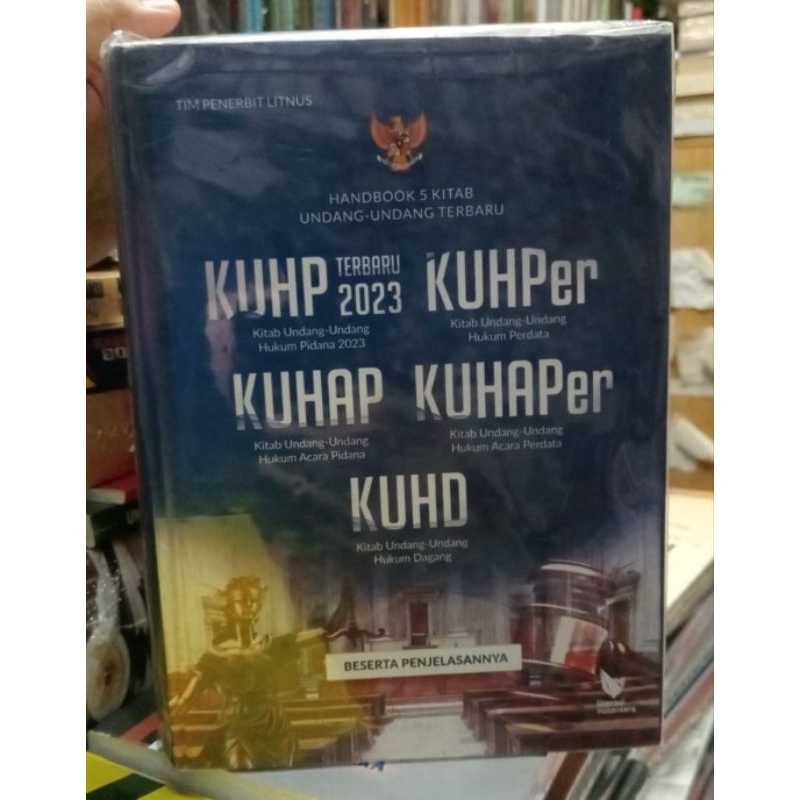 TIM PENERBIT LITNUS
HANDBOOK 5 KITAB
UNDANG-UNDANG TERBARU
KUHP TERBARU 2023
Kitab Undang-Undang
Hukum Pidana 2023
KUHPer
Kitab Undang-Undang
Hukum Perdata
KUHAP
Kitab Undang-Undang
Hukum Acara Pidana
KUHAPer
Kitab Undang-Undang
Hukum Acara Perdata
KUHD
Kitab Undang-Undang
Hukum Dagang
BESERTA PENJELASANNYA
literasi
nusantara